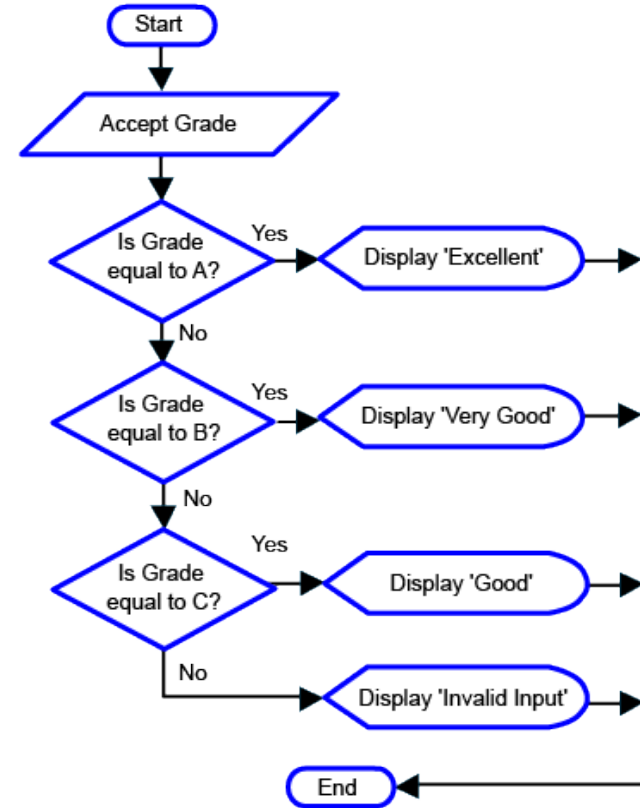 Start
Accept Grade
Is Grade
equal to A?
Yes
Display 'Excellent'
No
Is Grade
equal to B?
Yes
Display 'Very Good'
No
Is Grade
equal to C?
Yes
Display 'Good'
No
Display 'Invalid Input'
End